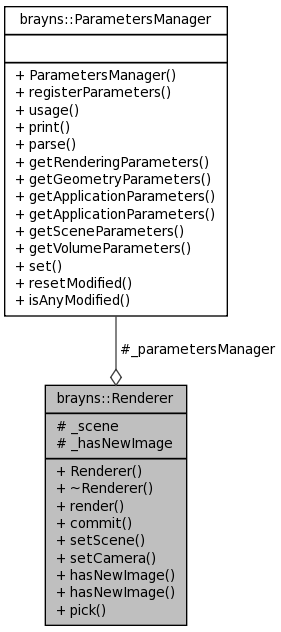 brayns::ParametersManager
+ ParametersManager()
+ registerParameters()
+ usage()
+ print()
+ parse()
+ getRenderingParameters()
+ getGeometryParameters()
+ getApplicationParameters()
+ getApplicationParameters()
+ getSceneParameters()
+ getVolumeParameters()
+ set()
+ resetModified()
+ isAnyModified()
#_parametersManager
brayns::Renderer
# _scene
# _hasNewImage
+ Renderer()
+ ~Renderer()
+ render()
+ commit()
+ setScene()
+ setCamera()
+ hasNewImage()
+ hasNewImage()
+ pick()